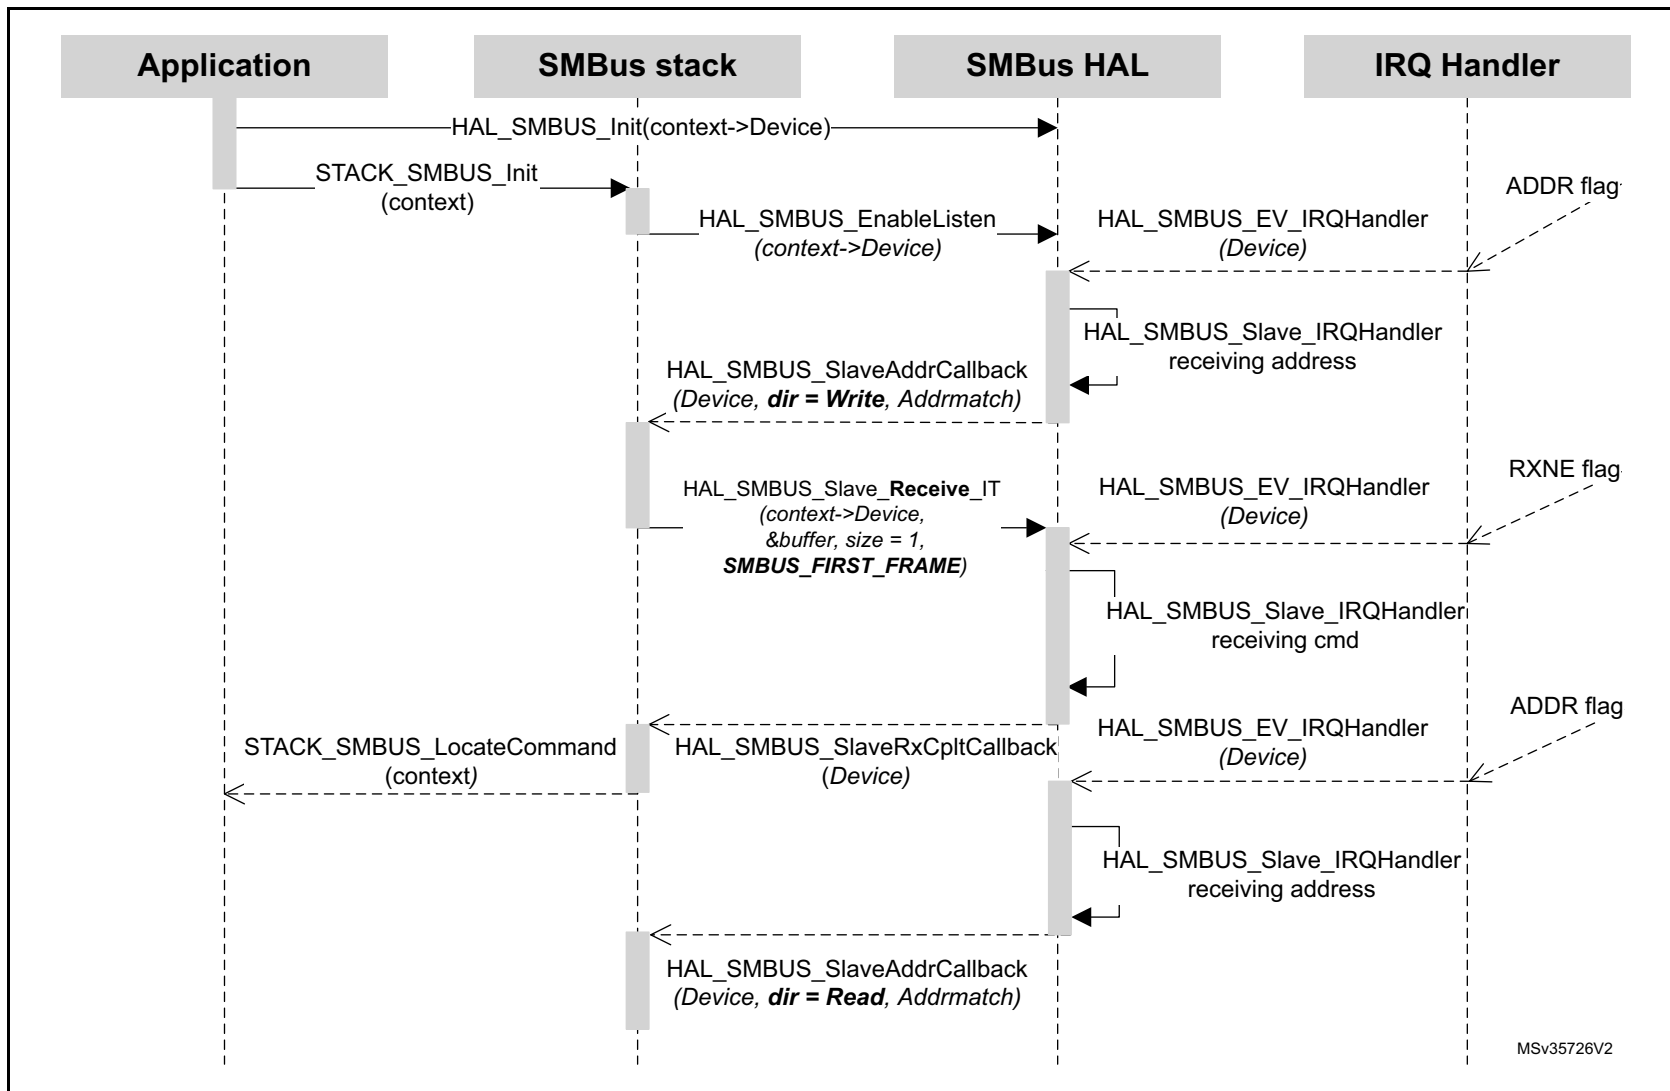 Application
SMBus stack
SMBus HAL
IRQ Handler
HAL_SMBUS_Init(context->Device)
STACK_SMBUS_Init
(context)
ADDR flag
HAL_SMBUS_EnableListen
(context->Device)
HAL_SMBUS_EV_IRQHandler
(Device)
HAL_SMBUS_Slave_IRQHandler
receiving address
HAL_SMBUS_SlaveAddrCallback
(Device, dir = Write, Addrmatch)
RXNE flag
HAL_SMBUS_Slave_Receive_IT
(context->Device,
&buffer, size = 1,
SMBUS_FIRST_FRAME)
HAL_SMBUS_EV_IRQHandler
(Device)
HAL_SMBUS_Slave_IRQHandler
receiving cmd
ADDR flag
STACK_SMBUS_LocateCommand
(context)
HAL_SMBUS_SlaveRxCpltCallback
(Device)
HAL_SMBUS_EV_IRQHandler
(Device)
HAL_SMBUS_Slave_IRQHandler
receiving address
HAL_SMBUS_SlaveAddrCallback
(Device, dir = Read, Addrmatch)
MSv35726V2